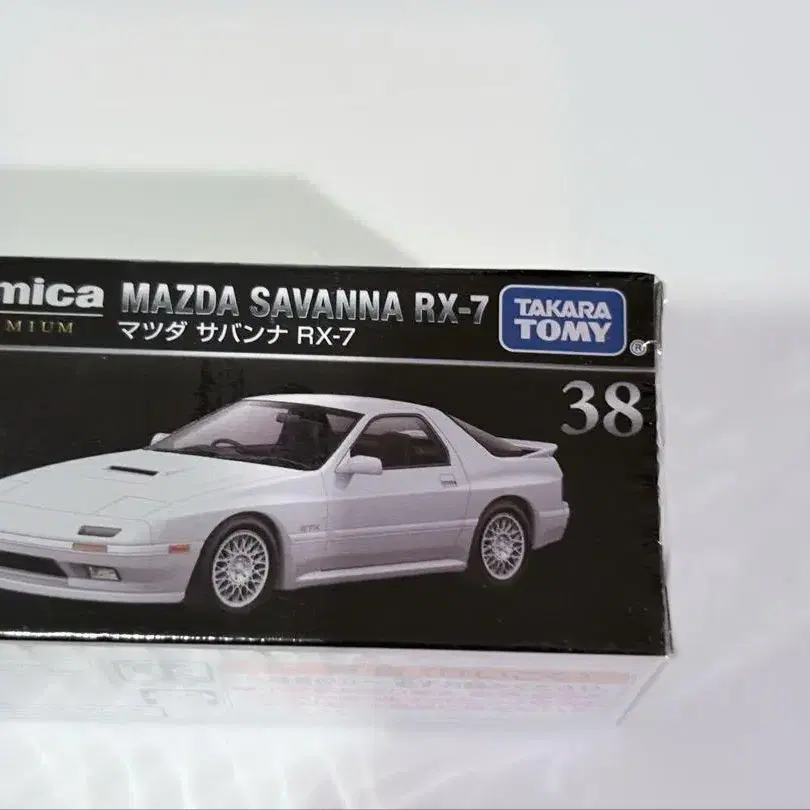 mica MAZDA SAVANNA RX-7 TAKARA TOMY ®
MIUM マツダ サバンナ RX-7
38